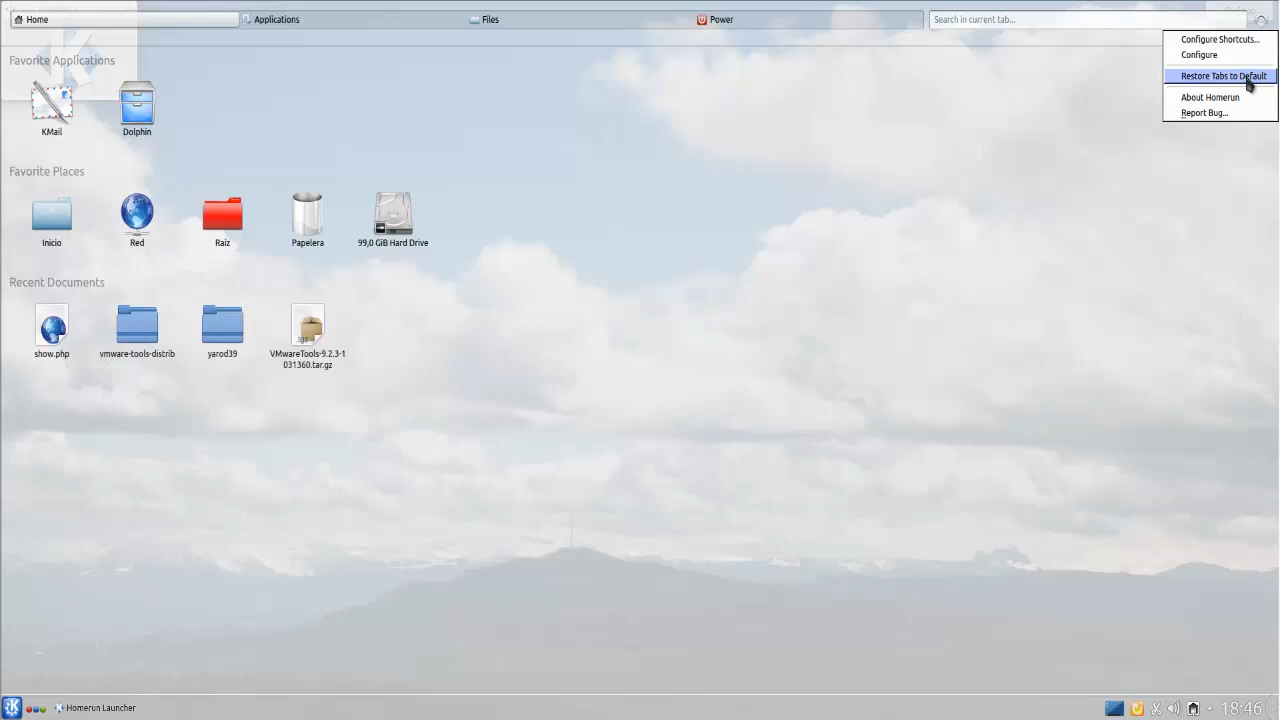 Home
Applications
Files
Power
Search in current tab...
Configure Shortcuts...
Configure
Restore Tabs to Default
About Homerun
Report Bug...
Favorite Applications
KMail
Dolphin
Favorite Places
Inicio
Red
Raiz
Papelera
99,0 GiB Hard Drive
Recent Documents
show.php
vmware-tools-distrib
yarod39
VMwareTools-9.2.3-1
031360.tar.gz
Homerun Launcher
18:46